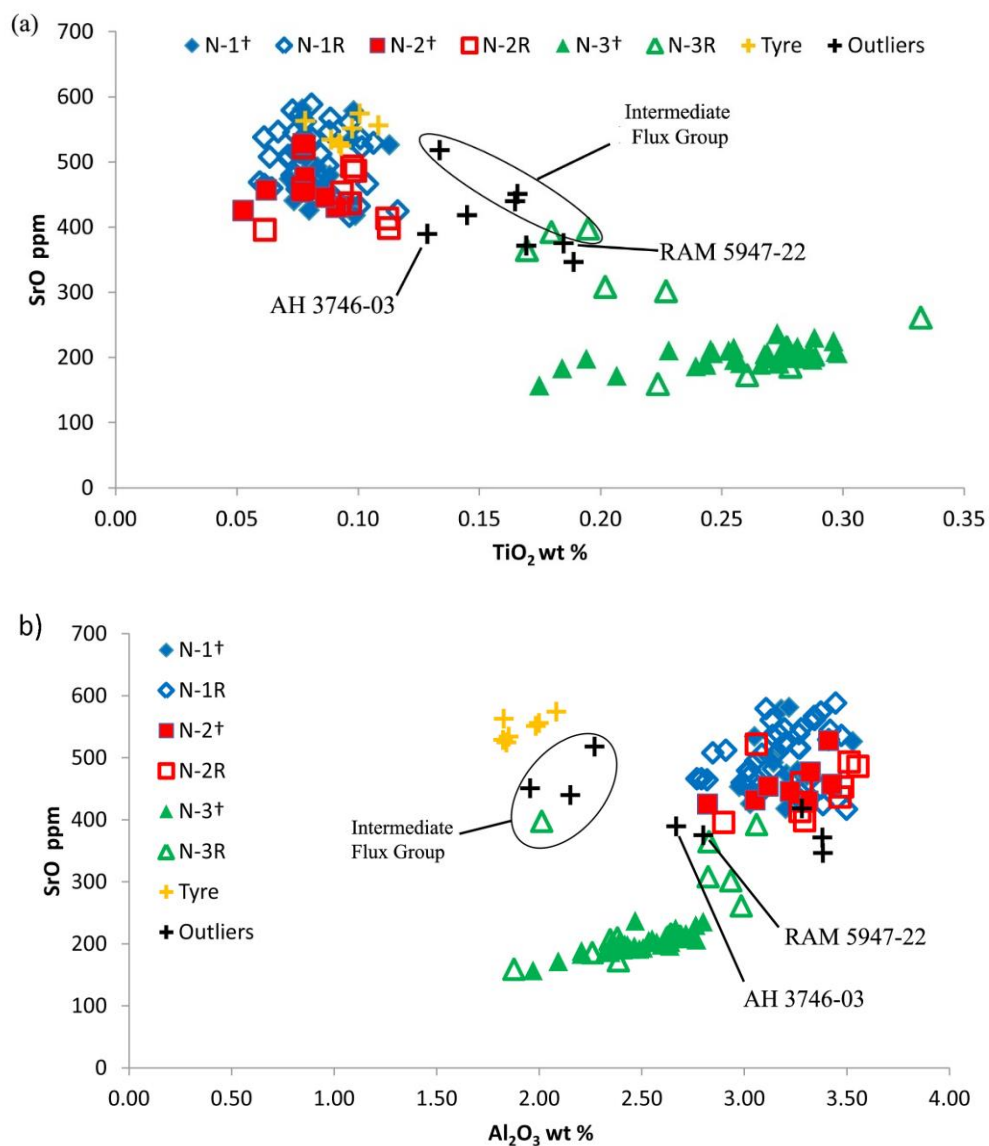 (a)
700
600
500
400
300
200
100
0
SrO ppm
N-1† N-1R N-2† N-2R N-3† N-3R Tyre Outliers
Intermediate
Flux Group
RAM 5947-22
AH 3746-03
0.00 0.05 0.10 0.15 0.20 0.25 0.30 0.35
TiO₂ wt %
b)
700
600
500
400
300
200
100
0
SrO ppm
N-1†
N-1R
N-2†
N-2R
N-3†
N-3R
Tyre
Outliers
Intermediate
Flux Group
RAM 5947-22
AH 3746-03
0.00 0.50 1.00 1.50 2.00 2.50 3.00 3.50 4.00
Al₂O₃ wt %